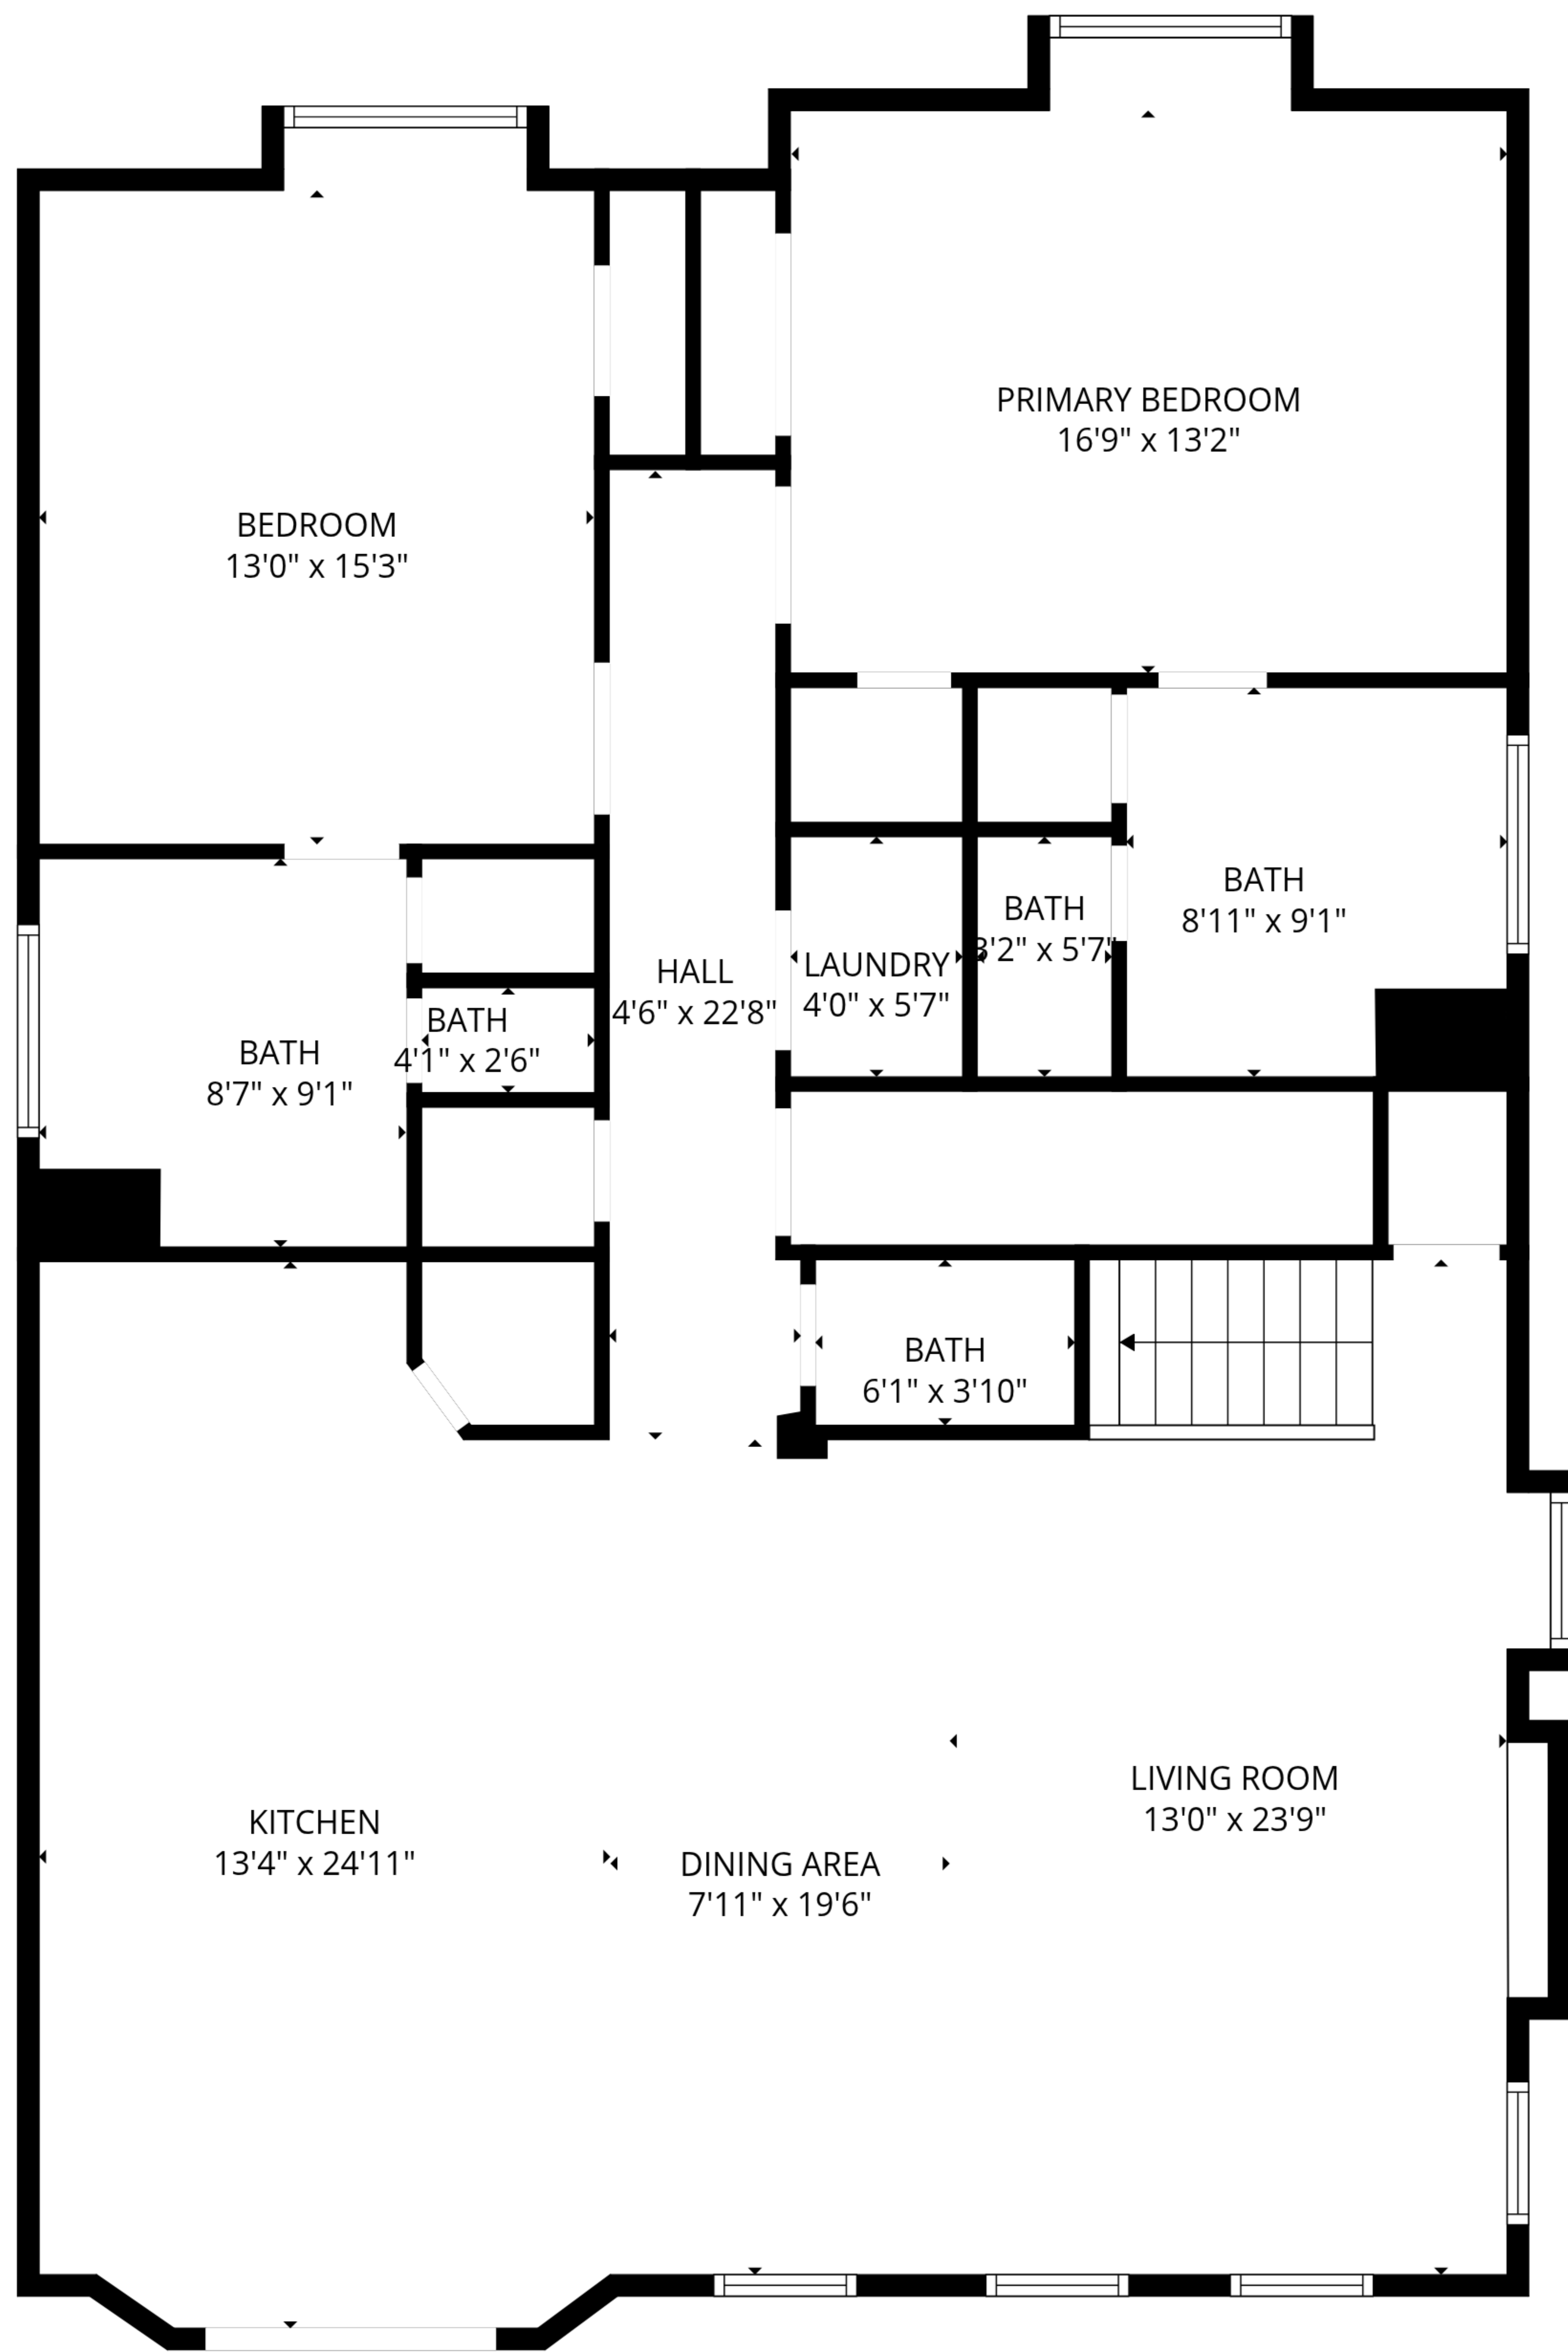 PRIMARY BEDROOM
16'9" x 13'2"
BEDROOM
13'0" x 15'3"
BATH
8'11" x 9'1"
BATH
3'2" x 5'7"
LAUNDRY
4'0" x 5'7"
HALL
4'6" x 22'8"
BATH
4'1" x 2'6"
BATH
8'7" x 9'1"
BATH
6'1" x 3'10"
LIVING ROOM
13'0" x 23'9"
KITCHEN
13'4" x 24'11"
DINING AREA
7'11" x 19'6"